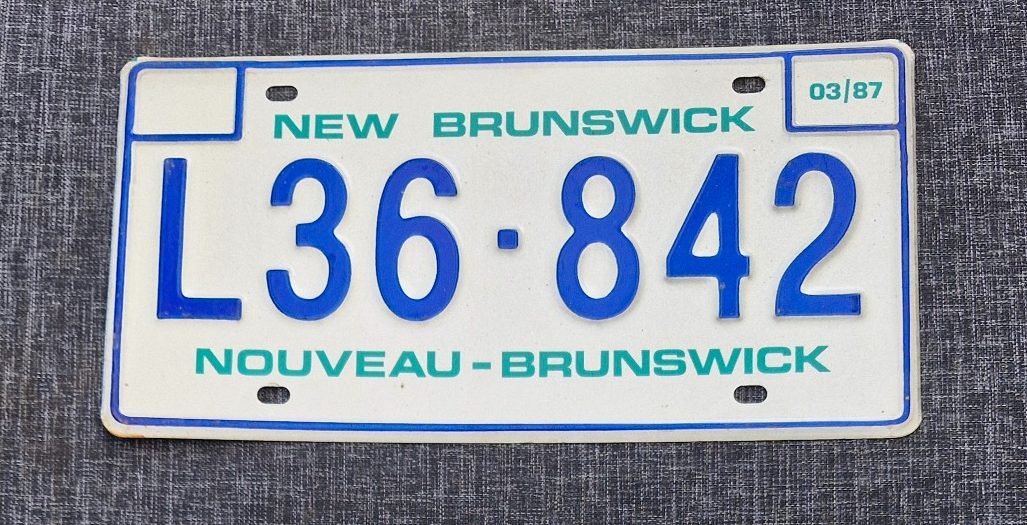 03/87
NEW BRUNSWICK
L36·842
NOUVEAU-BRUNSWICK